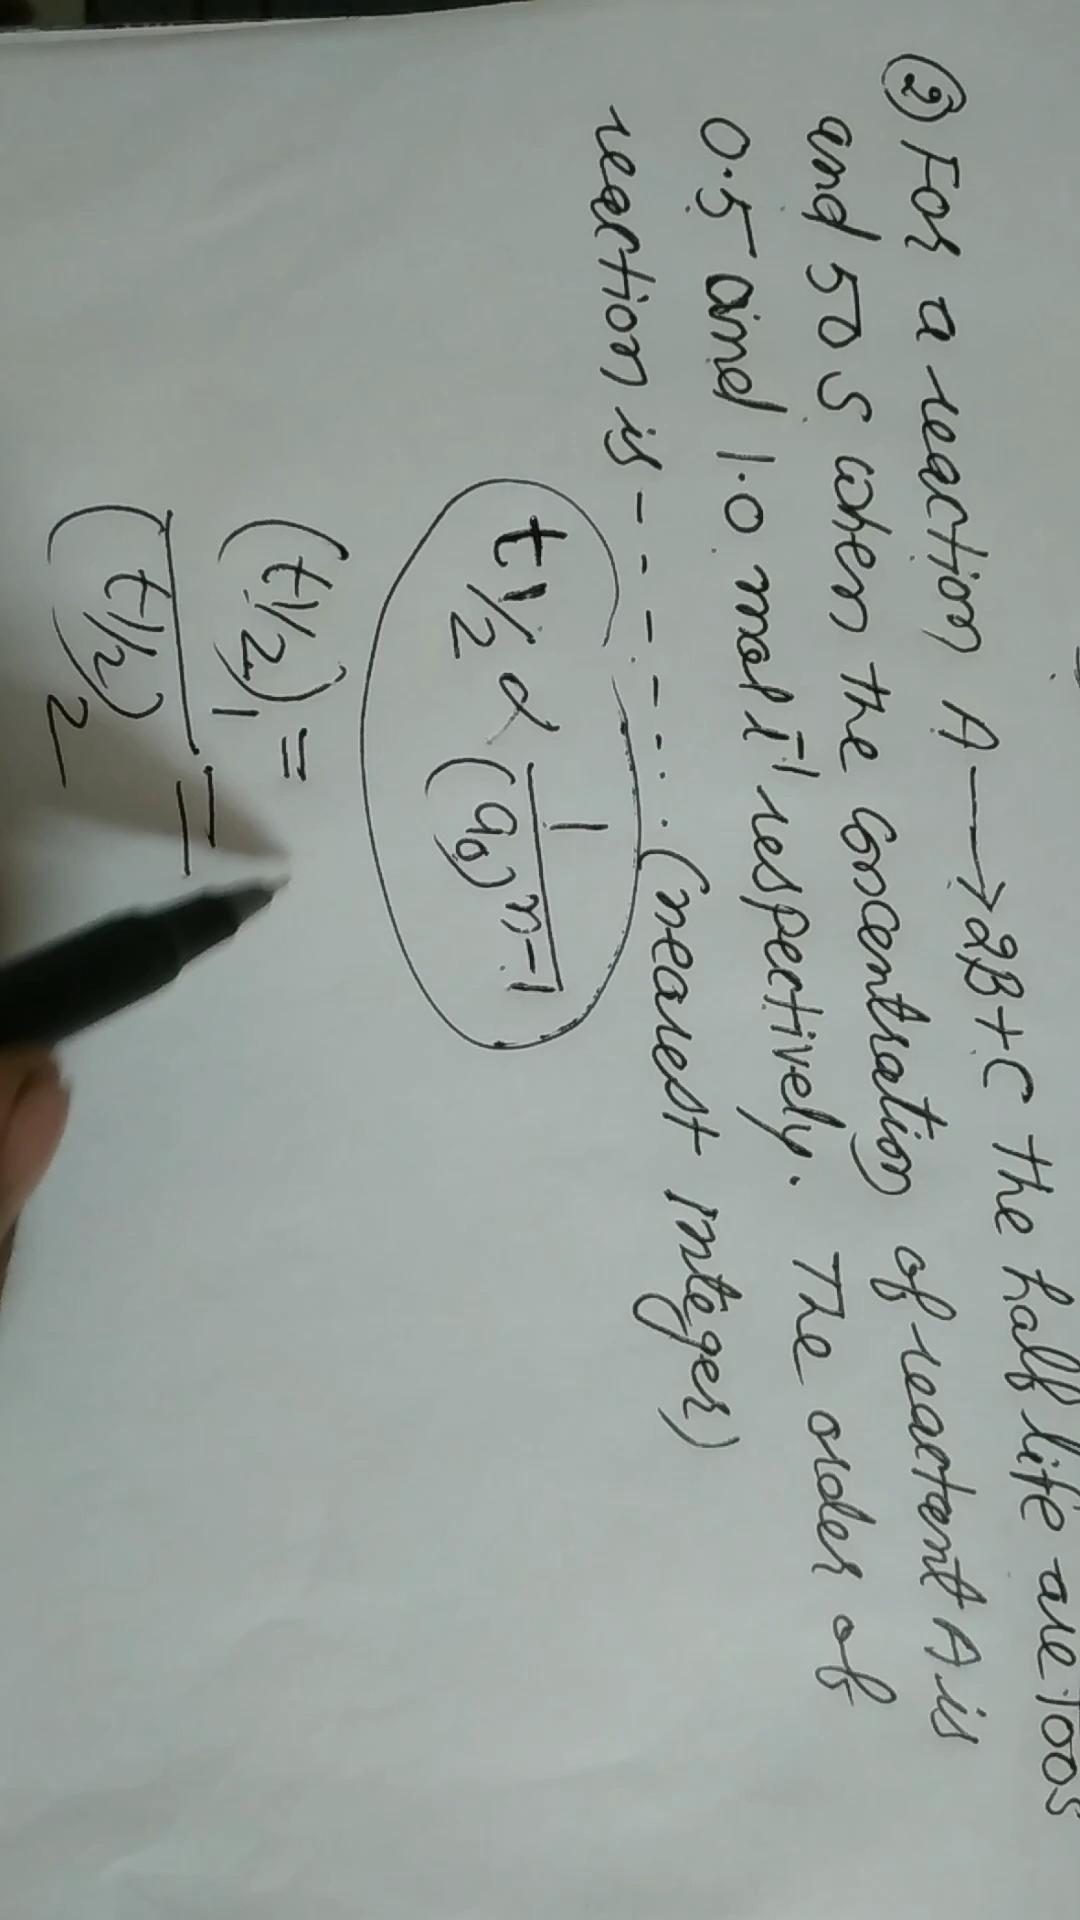 ② For a reaction A → 2B + C the half life are 100s
and 50 s when the concentration of reactent A is
0.5 and 1.0 mol l⁻¹ respectively. The order of
reaction is - - - - - - . (nearest integer)
t1/2 α 1/(a₀)ⁿ⁻¹
(t1/2)₁ =
(t1/2)₂ =